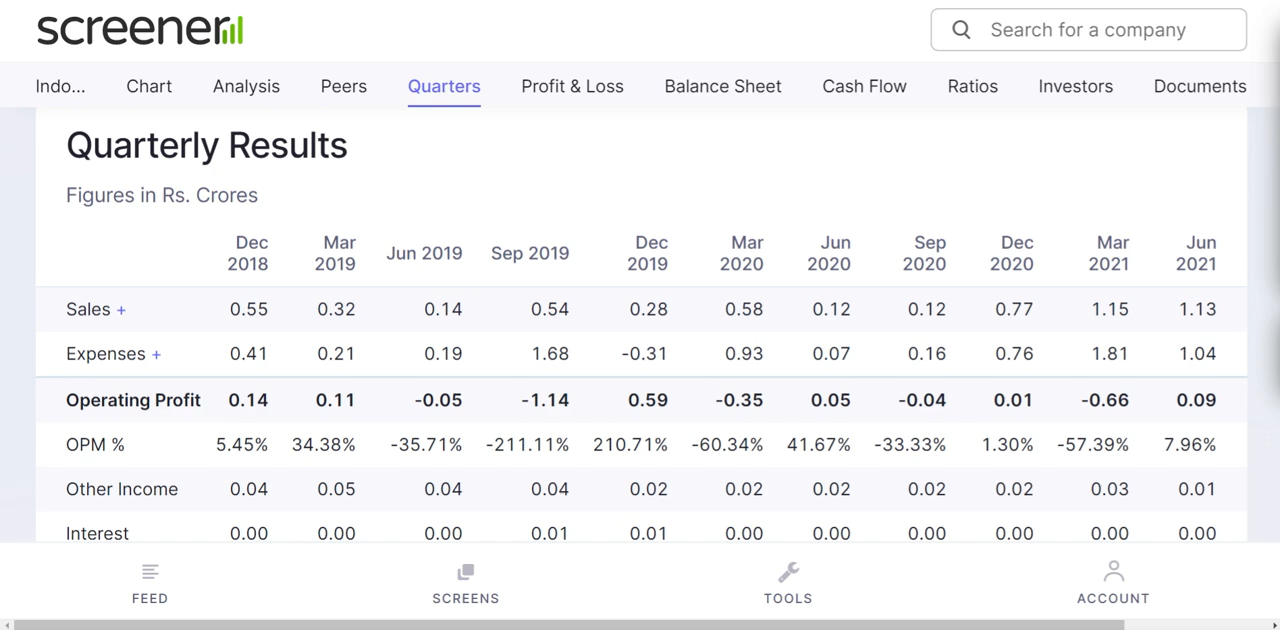 screener
Search for a company
Indo... Chart Analysis Peers Quarters Profit & Loss Balance Sheet Cash Flow Ratios Investors Documents
Quarterly Results
Figures in Rs. Crores
Dec 2018 Mar 2019 Jun 2019 Sep 2019 Dec 2019 Mar 2020 Jun 2020 Sep 2020 Dec 2020 Mar 2021 Jun 2021
Sales + 0.55 0.32 0.14 0.54 0.28 0.58 0.12 0.12 0.77 1.15 1.13
Expenses + 0.41 0.21 0.19 1.68 -0.31 0.93 0.07 0.16 0.76 1.81 1.04
Operating Profit 0.14 0.11 -0.05 -1.14 0.59 -0.35 0.05 -0.04 0.01 -0.66 0.09
OPM % 5.45% 34.38% -35.71% -211.11% 210.71% -60.34% 41.67% -33.33% 1.30% -57.39% 7.96%
Other Income 0.04 0.05 0.04 0.04 0.02 0.02 0.02 0.02 0.02 0.03 0.01
Interest 0.00 0.00 0.00 0.01 0.01 0.00 0.00 0.00 0.00 0.00 0.00
FEED SCREENS TOOLS ACCOUNT